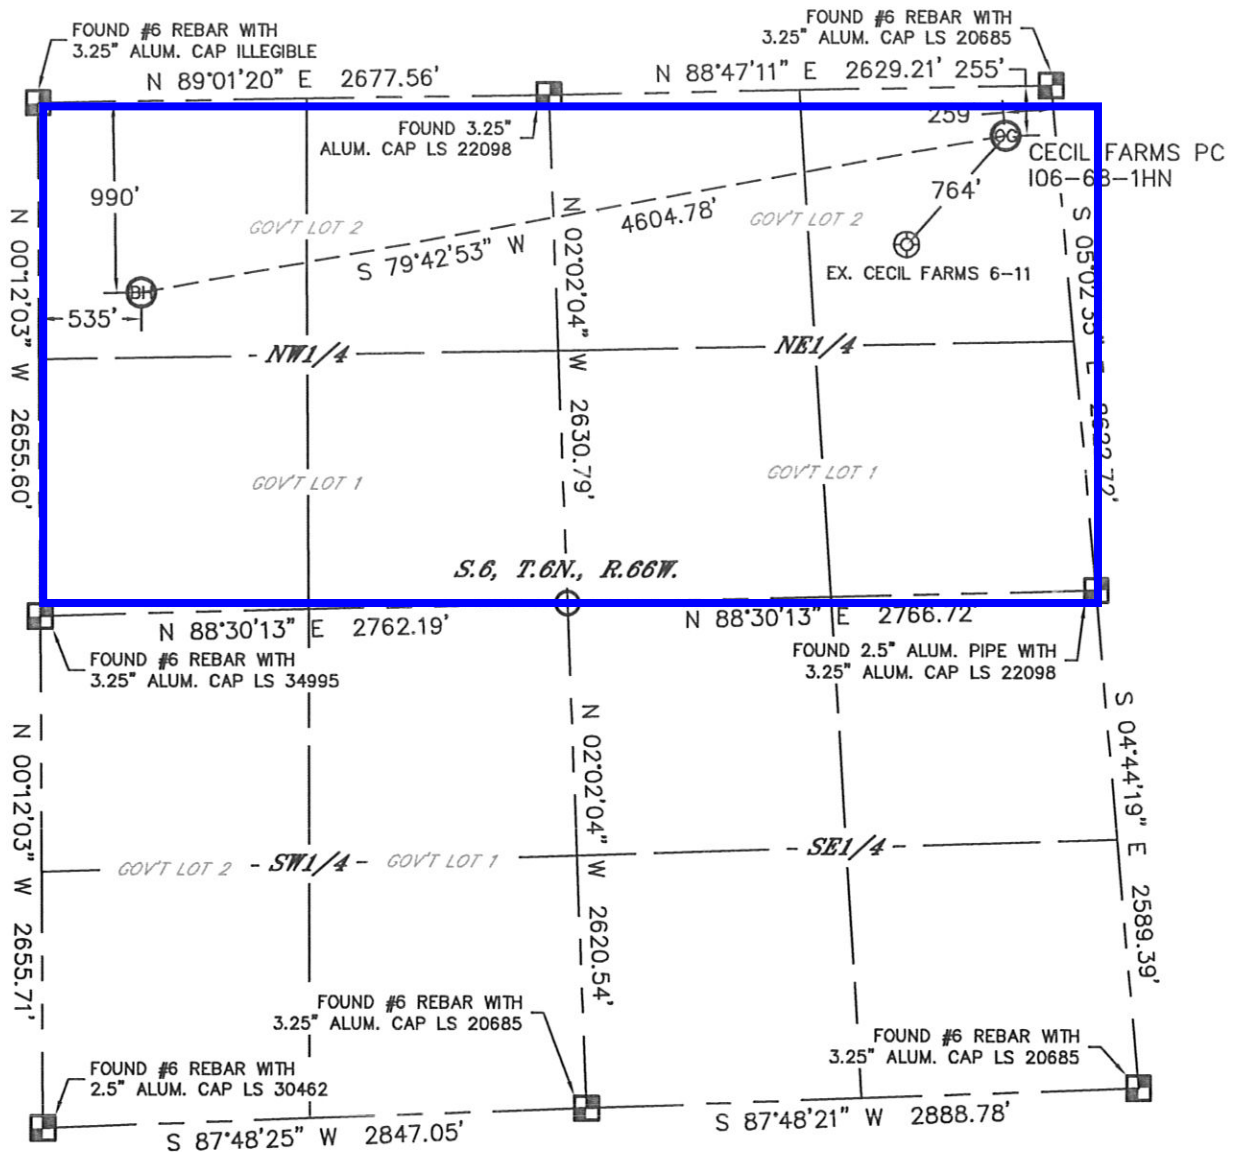 FOUND #6 REBAR WITH
3.25" ALUM. CAP ILLEGIBLE
FOUND #6 REBAR WITH
3.25" ALUM. CAP LS 20685
N 89°01'20" E 2677.56'
N 88°47'11" E 2629.21'
255'
259
FOUND 3.25"
ALUM. CAP LS 22098
OG
CECIL FARMS PC
I06-68-1HN
990'
764'
GOV'T LOT 2
GOV'T LOT 2
4604.78'
S 79°42'53" W
EX. CECIL FARMS 6-11
BH
535'
N 00°12'03" W 2655.60'
N 02°02'04" W 2630.79'
S 05°02'35" E 2622.72'
NW1/4
NE1/4
GOV'T LOT 1
GOV'T LOT 1
S.6, T.6N., R.66W.
N 88°30'13" E 2762.19'
N 88°30'13" E 2766.72'
FOUND #6 REBAR WITH
3.25" ALUM. CAP LS 34995
FOUND 2.5" ALUM. PIPE WITH
3.25" ALUM. CAP LS 22098
N 00°12'03" W 2655.71'
N 02°02'04" W 2620.54'
S 04°44'19" E 2589.39'
GOV'T LOT 2 - SW1/4 - GOV'T LOT 1
- SE1/4 -
FOUND #6 REBAR WITH
3.25" ALUM. CAP LS 20685
FOUND #6 REBAR WITH
3.25" ALUM. CAP LS 20685
FOUND #6 REBAR WITH
2.5" ALUM. CAP LS 30462
S 87°48'25" W 2847.05'
S 87°48'21" W 2888.78'